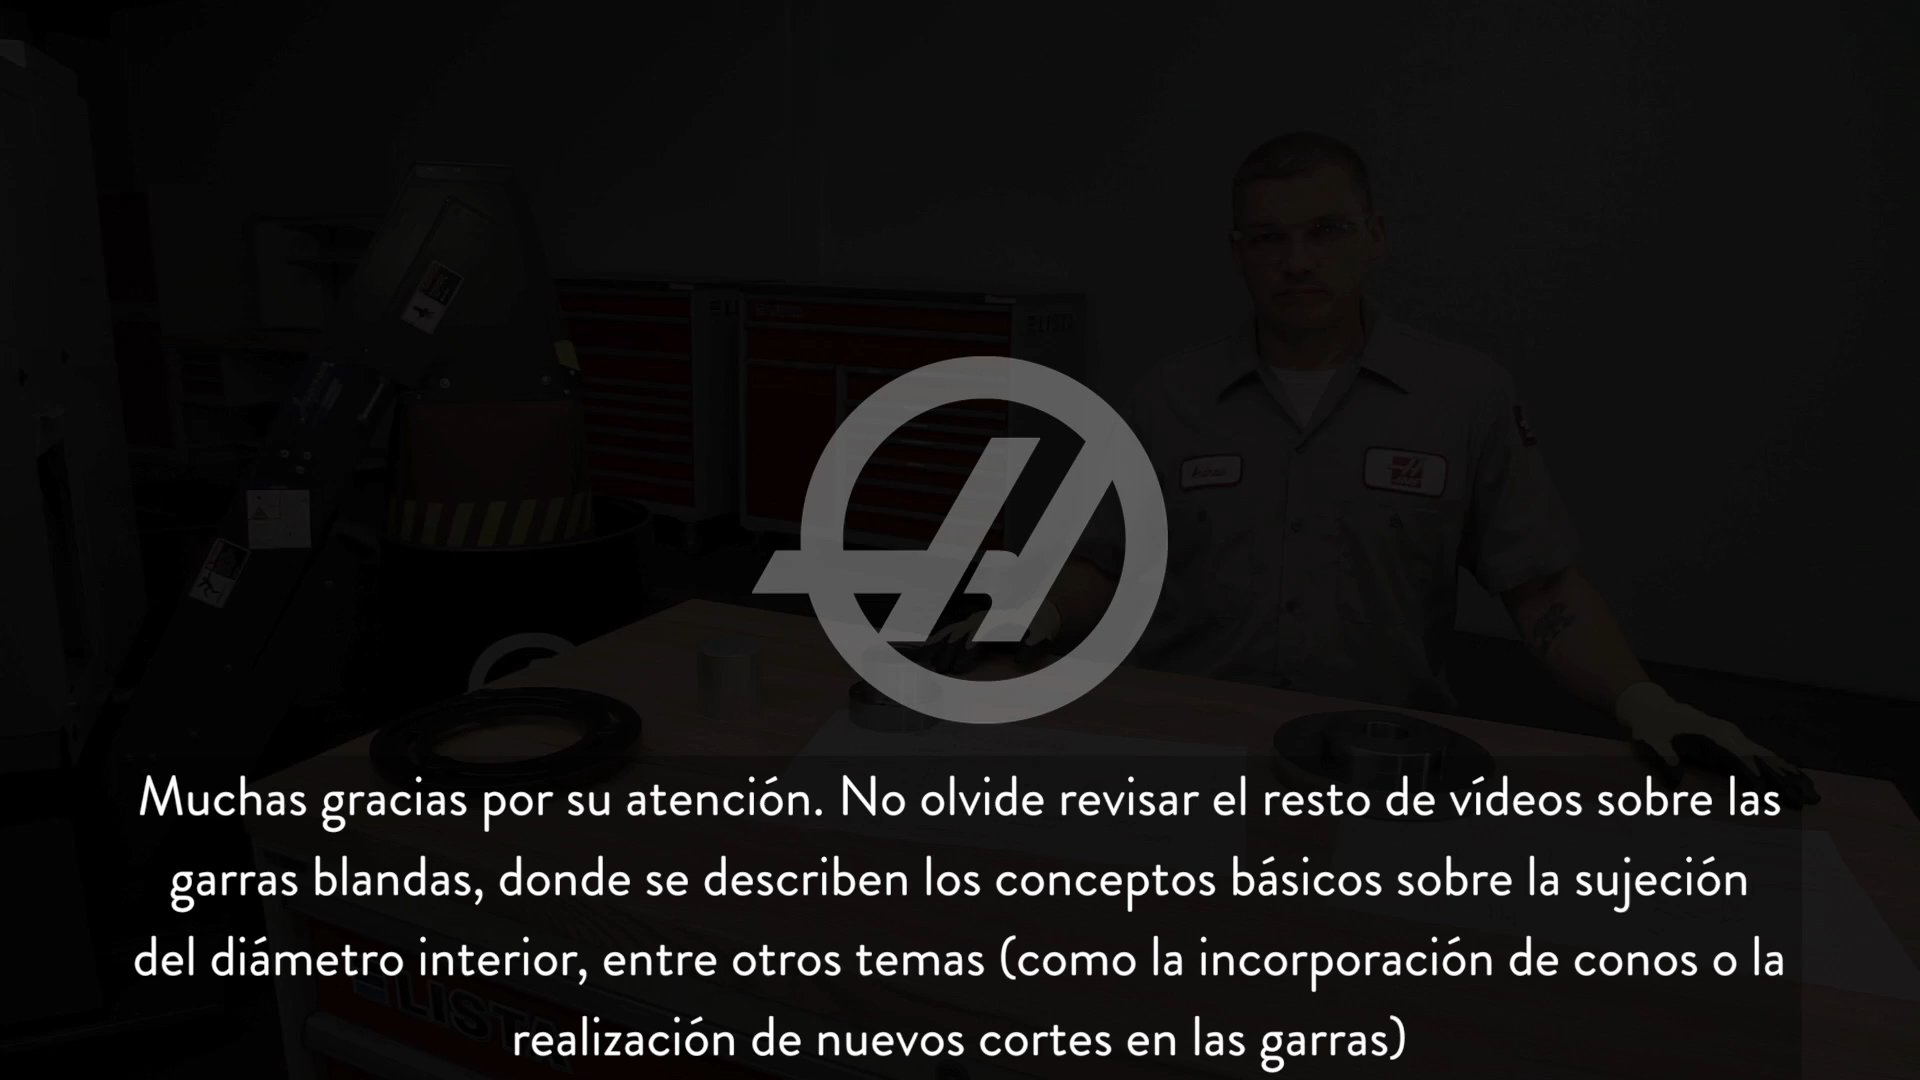 Muchas gracias por su atención. No olvide revisar el resto de vídeos sobre las
garras blandas, donde se describen los conceptos básicos sobre la sujeción
del diámetro interior, entre otros temas (como la incorporación de conos o la
realización de nuevos cortes en las garras)
LISTA